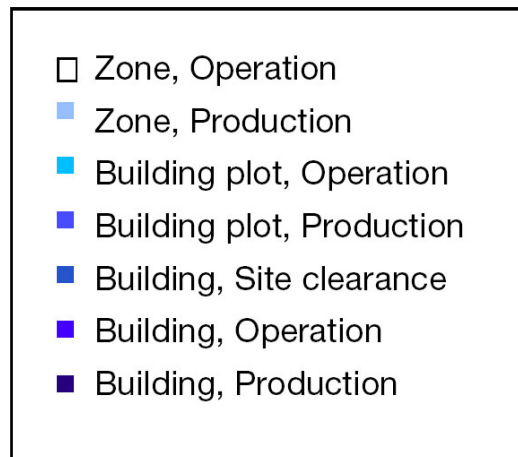 Zone, Operation
Zone, Production
Building plot, Operation
Building plot, Production
Building, Site clearance
Building, Operation
Building, Production